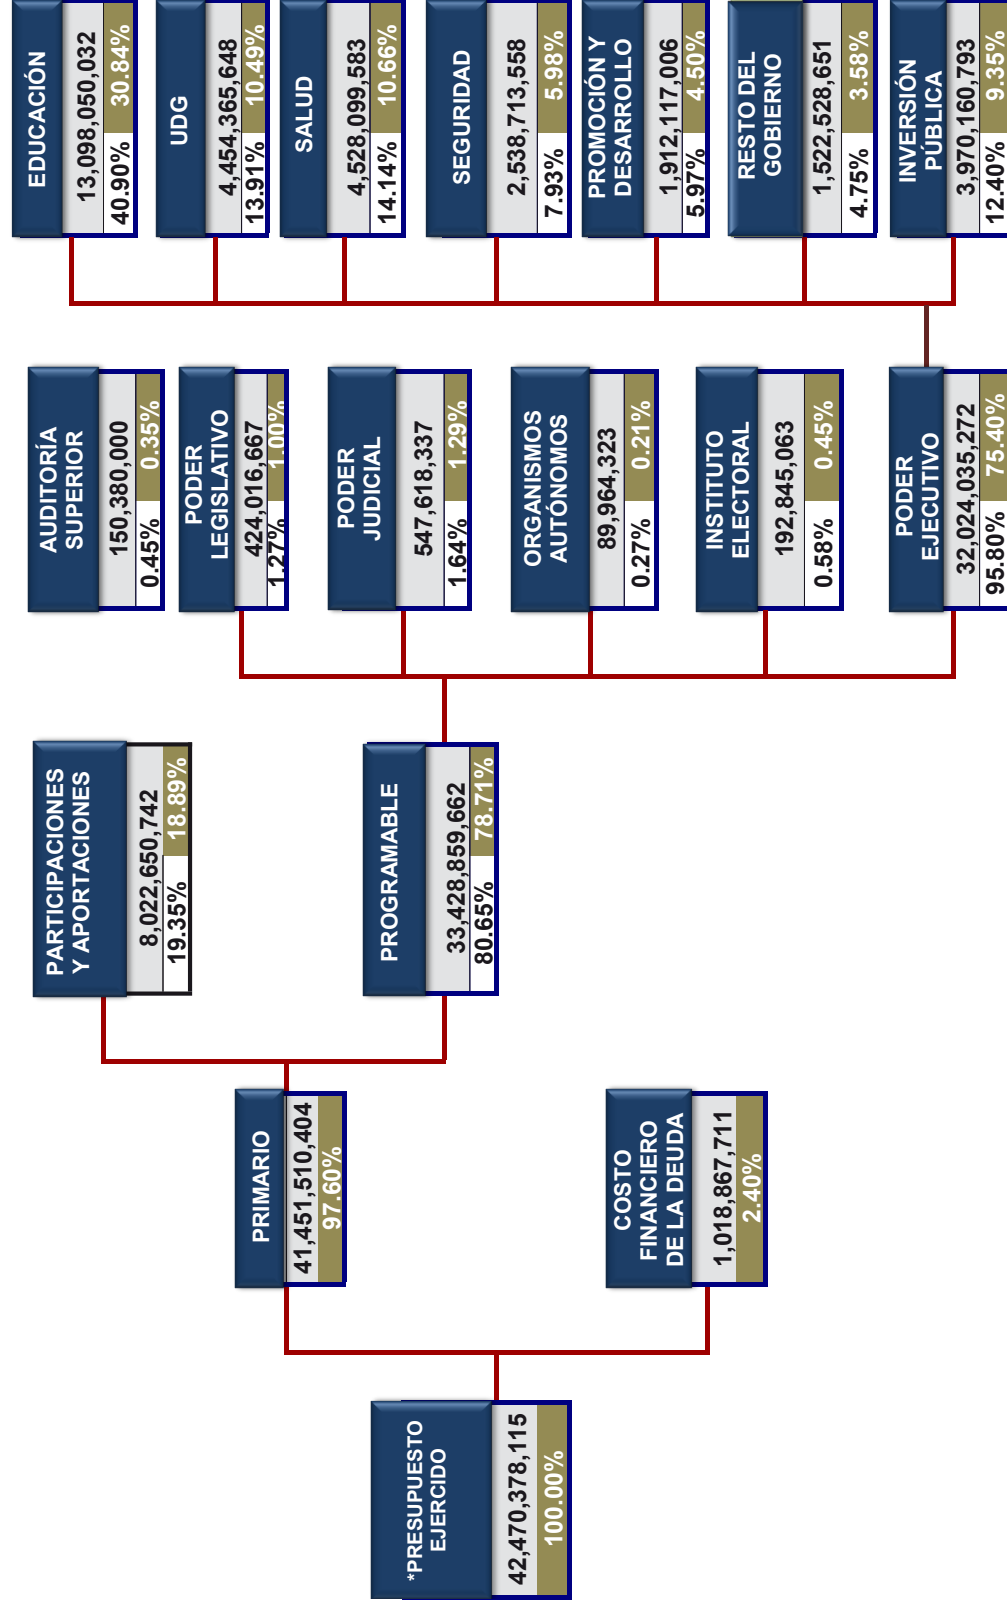 *PRESUPUESTO
EJERCIDO
42,470,378,115
100.00%
PRIMARIO
41,451,510,404
97.60%
COSTO
FINANCIERO
DE LA DEUDA
1,018,867,711
2.40%
PARTICIPACIONES
Y APORTACIONES
8,022,650,742
19.35% 18.89%
PROGRAMABLE
33,428,859,662
80.65% 78.71%
AUDITORÍA
SUPERIOR
150,380,000
0.45% 0.35%
PODER
LEGISLATIVO
424,016,667
1.27% 1.00%
PODER
JUDICIAL
547,618,337
1.64% 1.29%
ORGANISMOS
AUTÓNOMOS
89,964,323
0.27% 0.21%
INSTITUTO
ELECTORAL
192,845,063
0.58% 0.45%
PODER
EJECUTIVO
32,024,035,272
95.80% 75.40%
EDUCACIÓN
13,098,050,032
40.90% 30.84%
UDG
4,454,365,648
13.91% 10.49%
SALUD
4,528,099,583
14.14% 10.66%
SEGURIDAD
2,538,713,558
7.93% 5.98%
PROMOCIÓN Y
DESARROLLO
1,912,117,006
5.97% 4.50%
RESTO DEL
GOBIERNO
1,522,528,651
4.75% 3.58%
INVERSIÓN
PÚBLICA
3,970,160,793
12.40% 9.35%